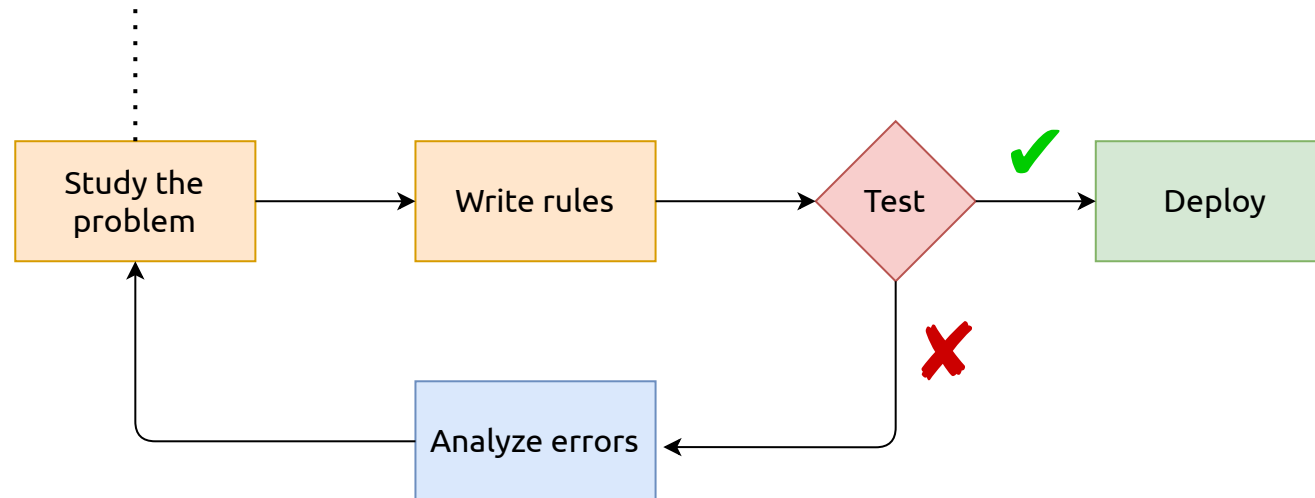 Study the
problem
Write rules
Test
Deploy
Analyze errors